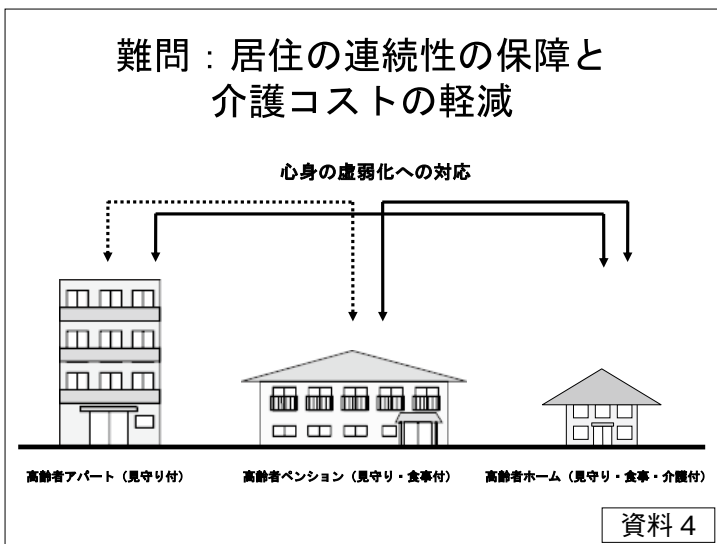 難問：居住の連続性の保障と
介護コストの軽減
心身の虚弱化への対応
高齢者アパート（見守り付）
高齢者ペンション（見守り・食事付）
高齢者ホーム（見守り・食事・介護付）
資料４